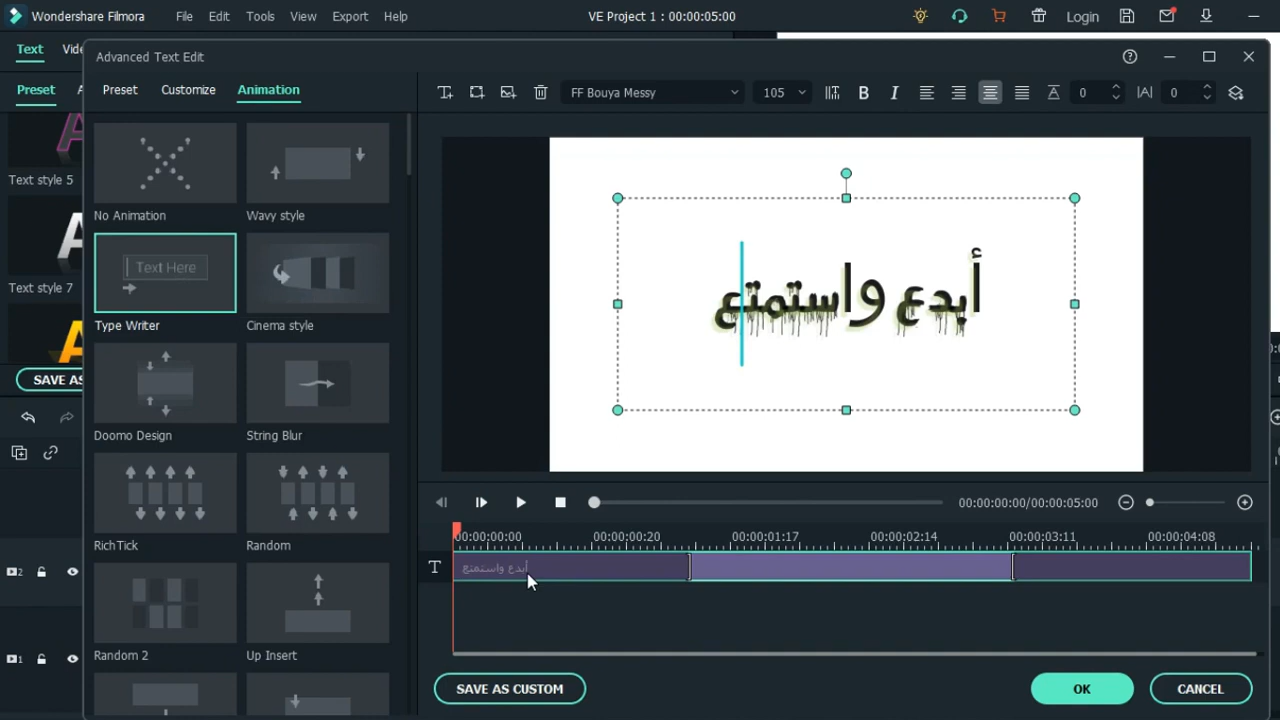 Wondershare Filmora File Edit Tools View Export Help VE Project 1 : 00:00:05:00 Login
Text
Advanced Text Edit
Preset
Preset Customize Animation
FF Bouya Messy 105 B I 0 0
No Animation Wavy style
Text style 5
Text Here
Type Writer Cinema style
Text style 7
أبدع واستمتع
SAVE AS
Doomo Design String Blur
RichTick Random
Random 2 Up Insert
00:00:00:00/00:00:05:00
00:00:00:00 00:00:00:20 00:00:01:17 00:00:02:14 00:00:03:11 00:00:04:08
T أبدع واستمتع
2
1
SAVE AS CUSTOM OK CANCEL